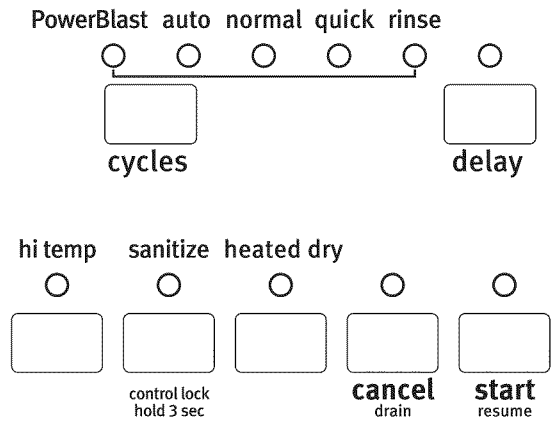 PowerBlast auto normal quick rinse
cycles delay
hi temp sanitize heated dry
control lock
hold 3 sec
cancel
drain
start
resume